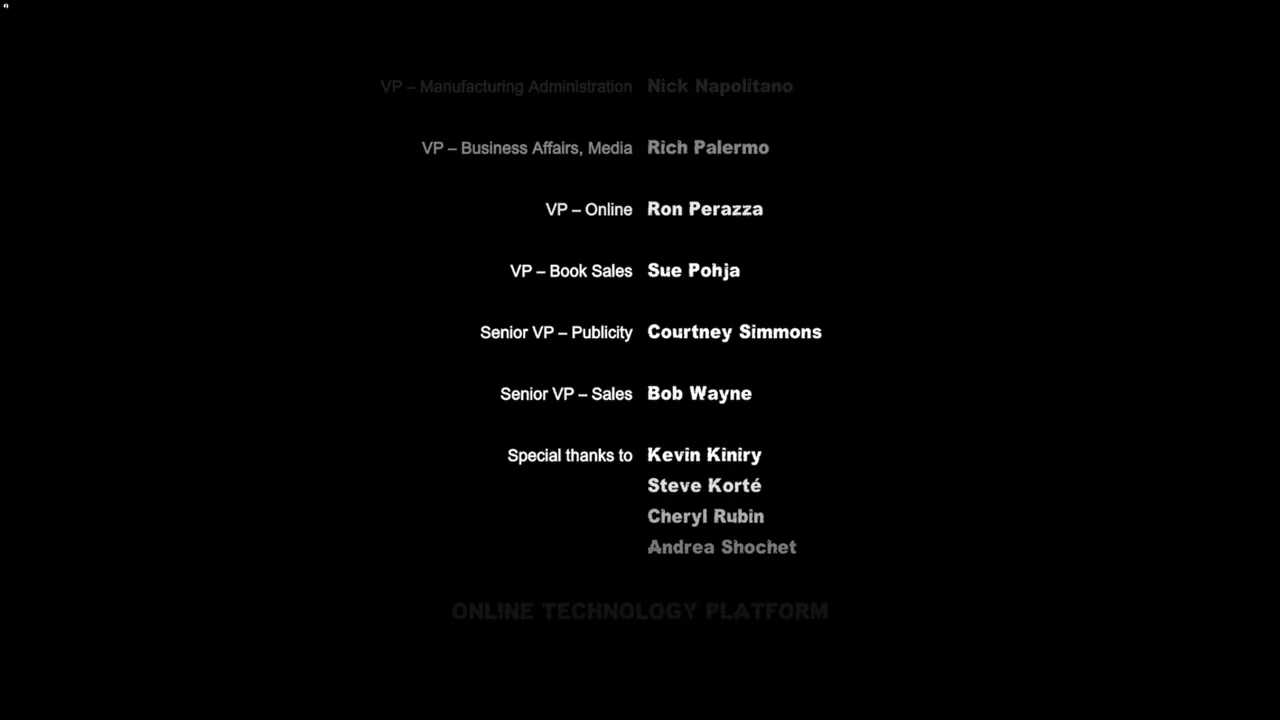 VP – Manufacturing Administration Nick Napolitano
VP – Business Affairs, Media Rich Palermo
VP – Online Ron Perazza
VP – Book Sales Sue Pohja
Senior VP – Publicity Courtney Simmons
Senior VP – Sales Bob Wayne
Special thanks to Kevin Kiniry
Steve Korté
Cheryl Rubin
Andrea Shochet
ONLINE TECHNOLOGY PLATFORM